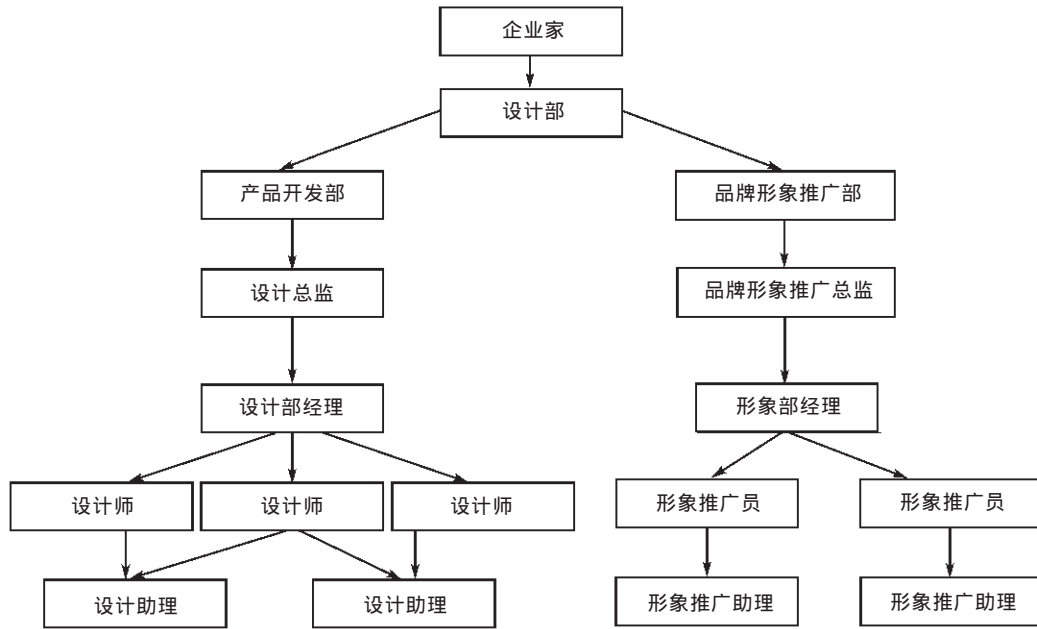 企业家
设计部
产品开发部
品牌形象推广部
设计总监
品牌形象推广总监
设计部经理
形象部经理
设计师
设计师
设计师
形象推广员
形象推广员
设计助理
设计助理
形象推广助理
形象推广助理